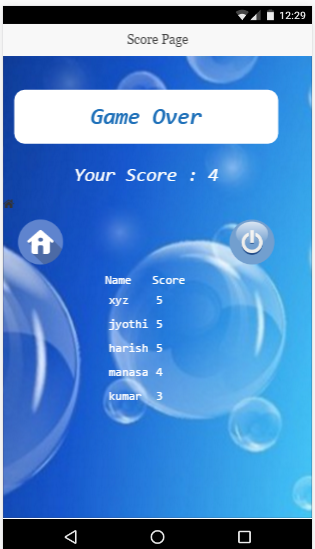 12:29
Score Page
Game Over
Your Score : 4
Name Score
xyz 5
jyothi 5
harish 5
manasa 4
kumar 3